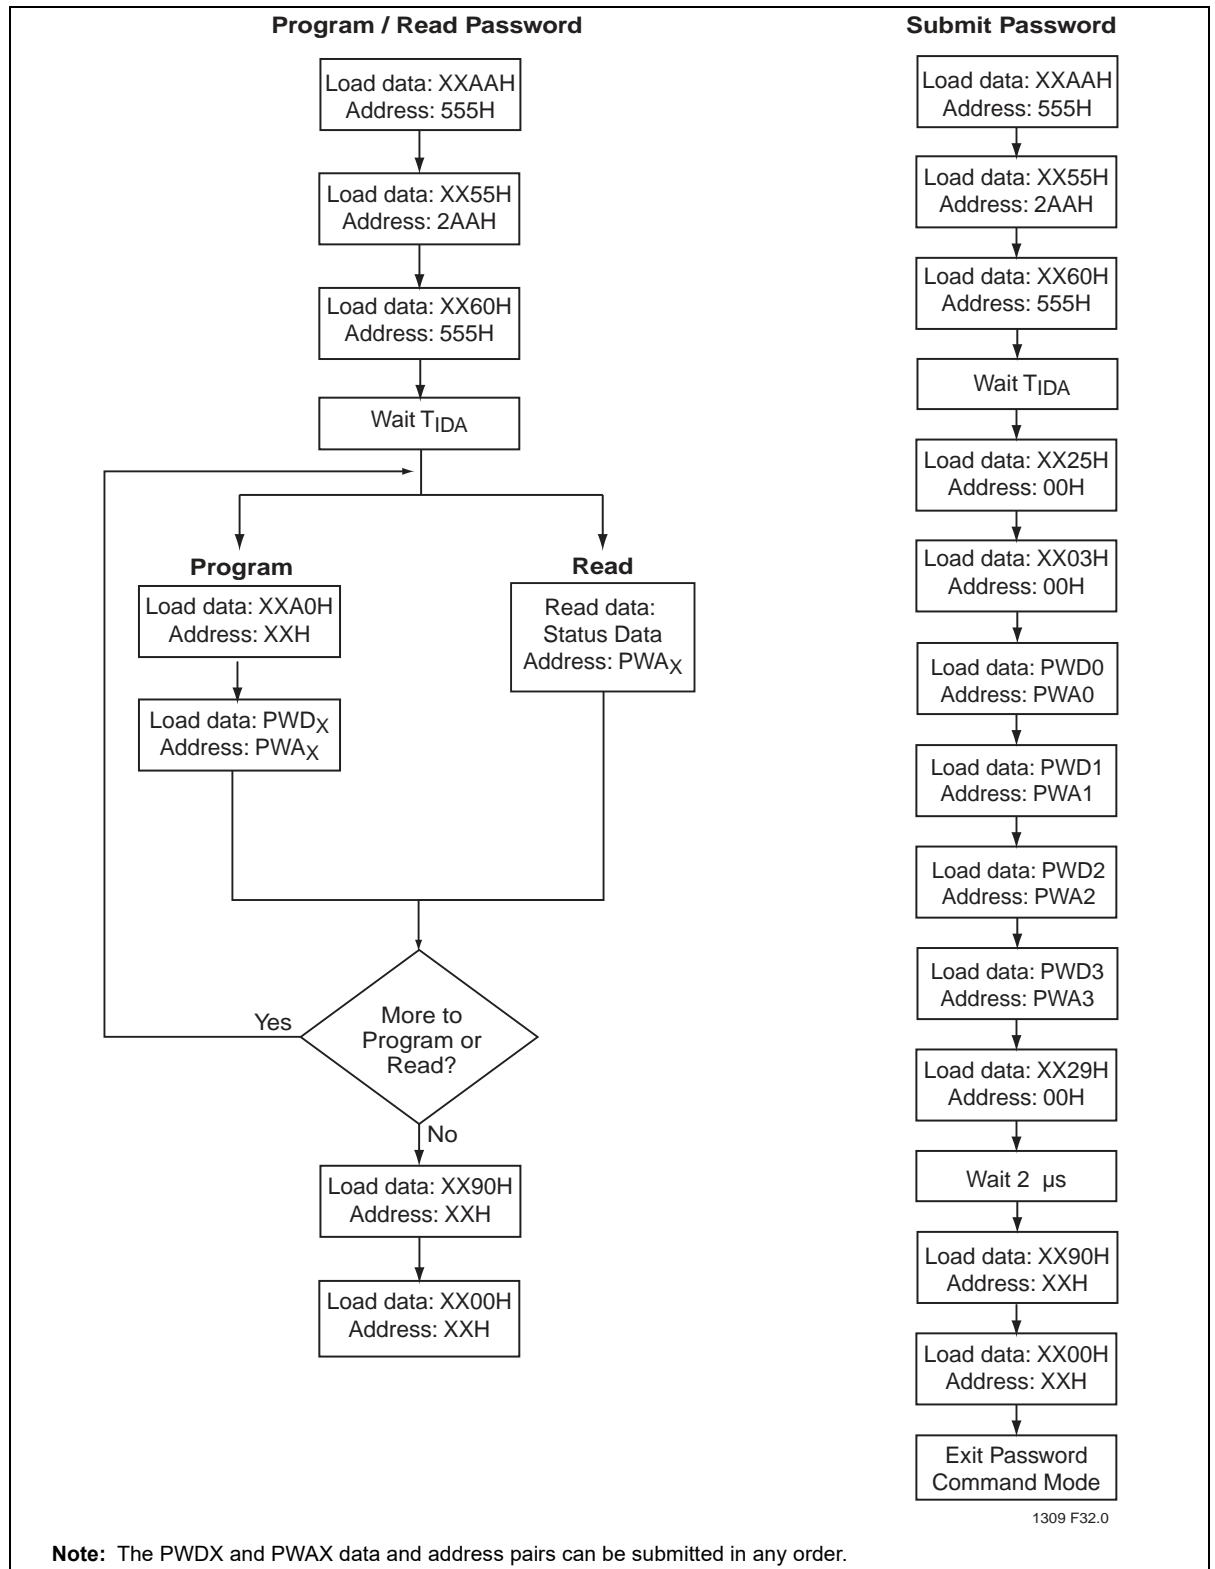 Program / Read Password
Load data: XXAAH
Address: 555H
Load data: XX55H
Address: 2AAH
Load data: XX60H
Address: 555H
Wait TIDA
Program
Load data: XXA0H
Address: XXH
Load data: PWDX
Address: PWAX
Read
Read data:
Status Data
Address: PWAX
More to
Program or
Read?
Yes
No
Load data: XX90H
Address: XXH
Load data: XX00H
Address: XXH
Submit Password
Load data: XXAAH
Address: 555H
Load data: XX55H
Address: 2AAH
Load data: XX60H
Address: 555H
Wait TIDA
Load data: XX25H
Address: 00H
Load data: XX03H
Address: 00H
Load data: PWD0
Address: PWA0
Load data: PWD1
Address: PWA1
Load data: PWD2
Address: PWA2
Load data: PWD3
Address: PWA3
Load data: XX29H
Address: 00H
Wait 2 µs
Load data: XX90H
Address: XXH
Load data: XX00H
Address: XXH
Exit Password
Command Mode
1309 F32.0
Note: The PWDX and PWAX data and address pairs can be submitted in any order.